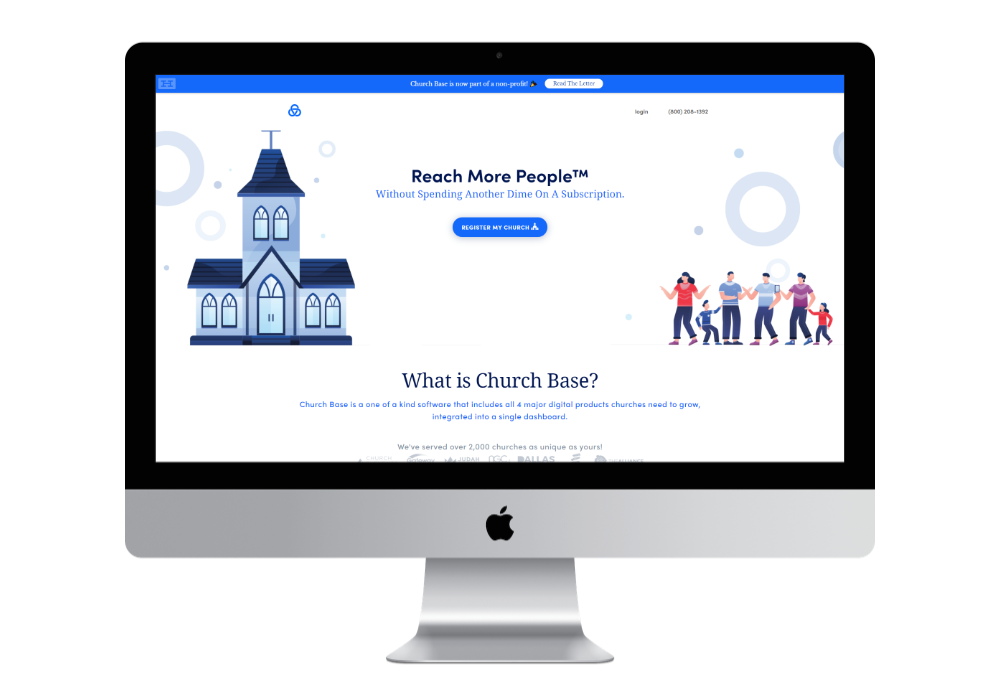 Church Base is now part of a non-profit!
Read The Letter
login
(800) 208-1392
Reach More People™
Without Spending Another Dime On A Subscription.
REGISTER MY CHURCH
What is Church Base?
Church Base is a one of a kind software that includes all 4 major digital products churches need to grow,
integrated into a single dashboard.
We've served over 2,000 churches as unique as yours!
CHURCH
JUDAH
DALLAS